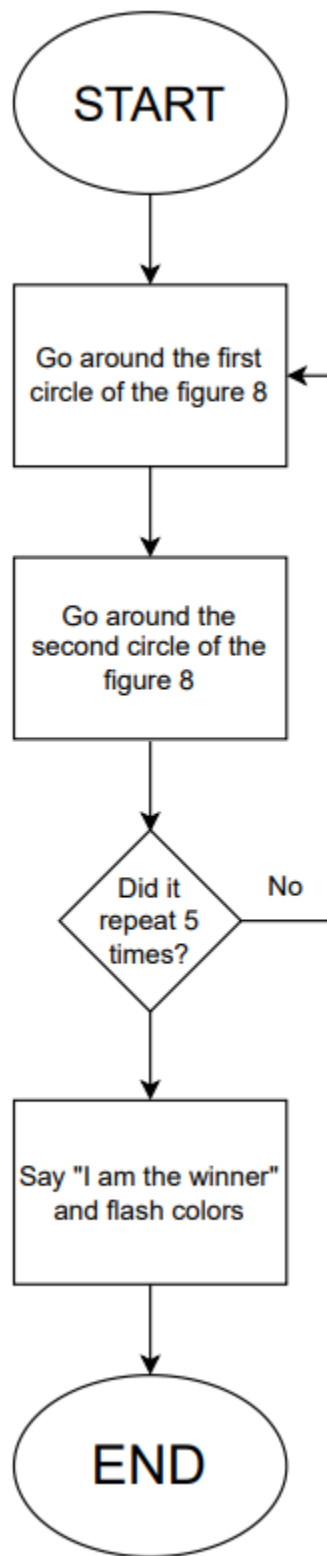 START
Go around the first
circle of the figure 8
Go around the
second circle of the
figure 8
Did it
repeat 5
times?
No
Say "I am the winner"
and flash colors
END